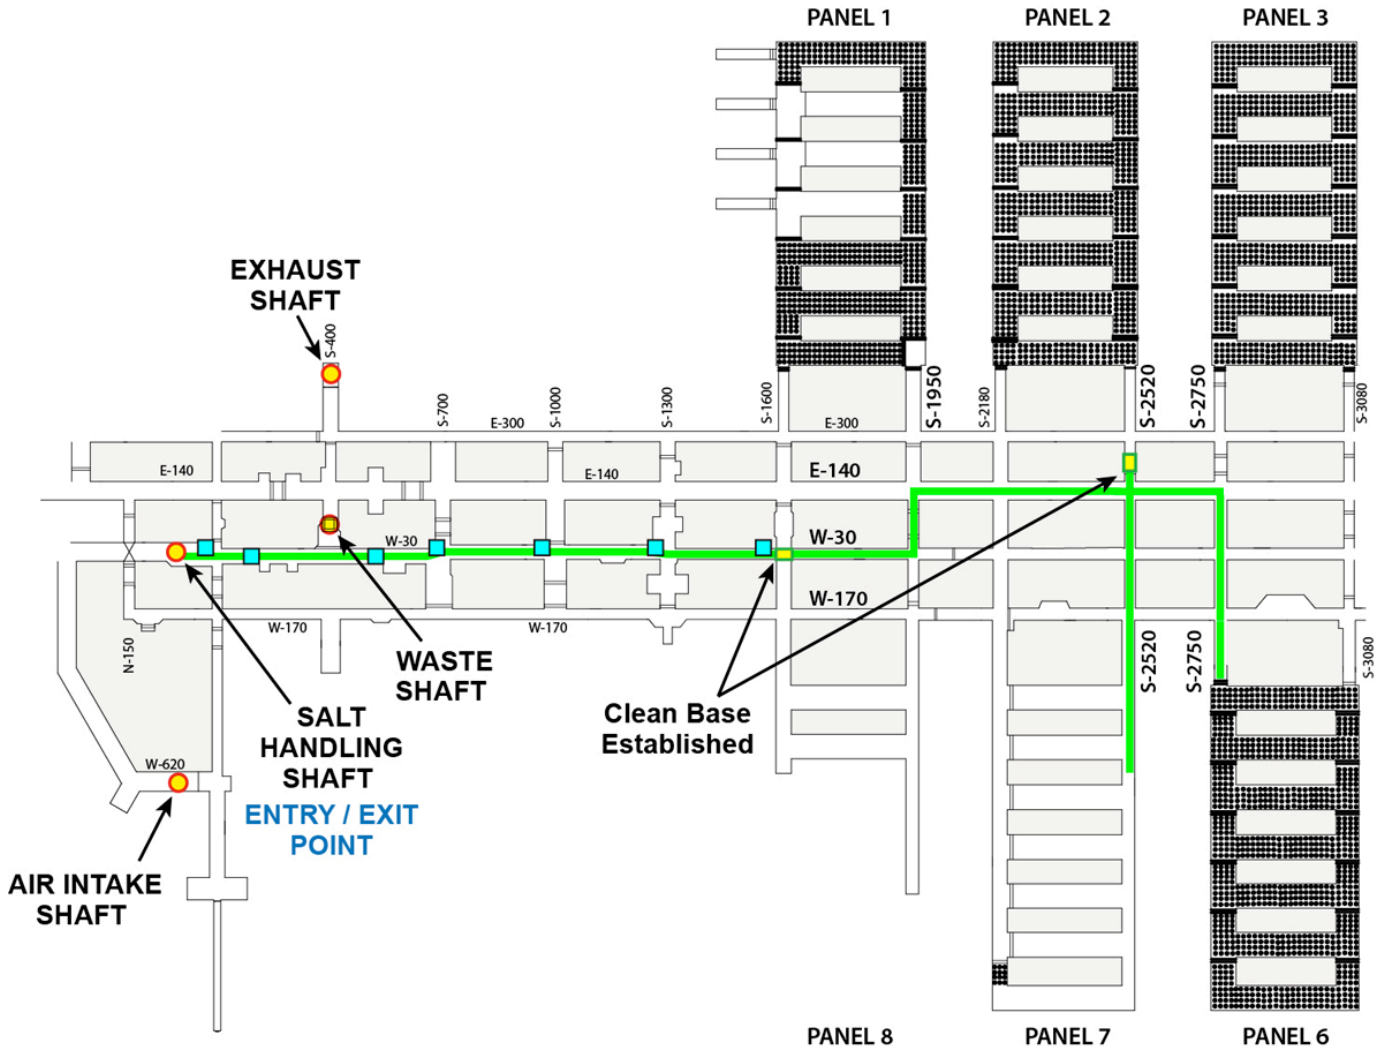 PANEL 1
PANEL 2
PANEL 3
EXHAUST
SHAFT
S-400
S-700
S-1000
S-1300
S-1600
S-1950
S-2180
S-2520
S-2750
S-3080
E-300
E-300
E-140
E-140
E-140
W-30
W-30
W-170
W-170
W-170
N-150
S-2520
S-2750
S-3080
WASTE
SHAFT
SALT
HANDLING
SHAFT
ENTRY / EXIT
POINT
Clean Base
Established
W-620
AIR INTAKE
SHAFT
PANEL 8
PANEL 7
PANEL 6